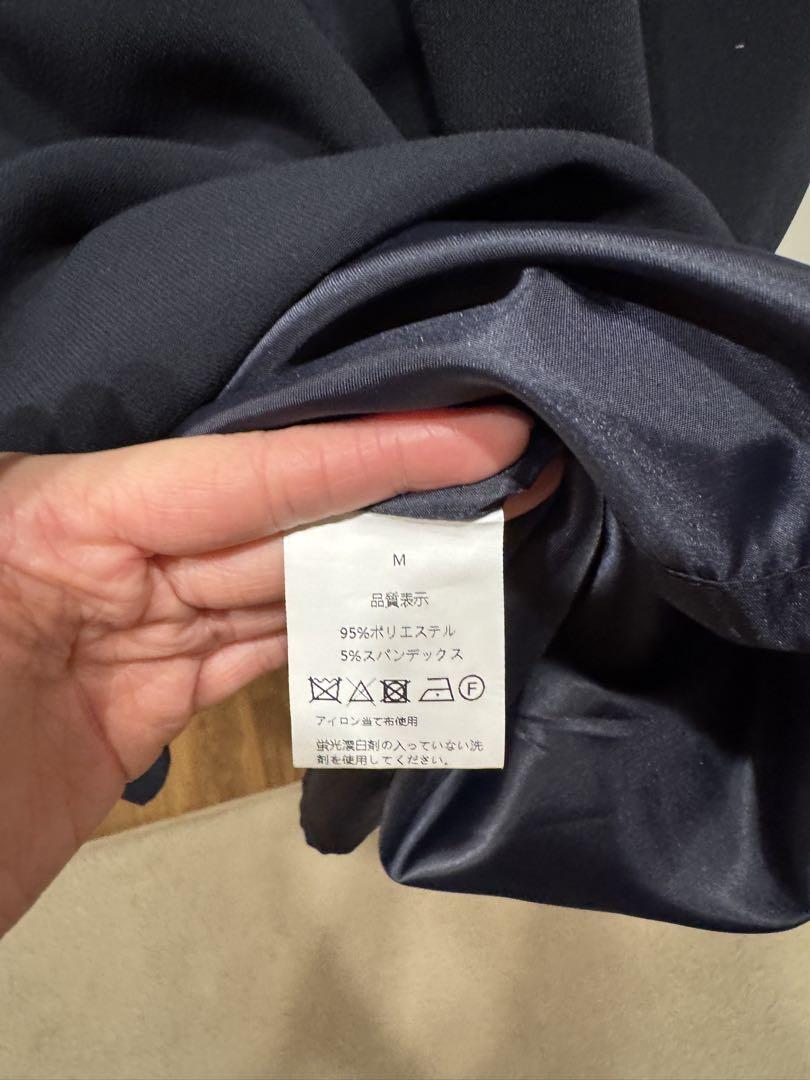 M
品質表示
95%ポリエステル
5%スパンデックス
F
アイロン当て布使用
蛍光漂白剤の入っていない洗
剤を使用してください。